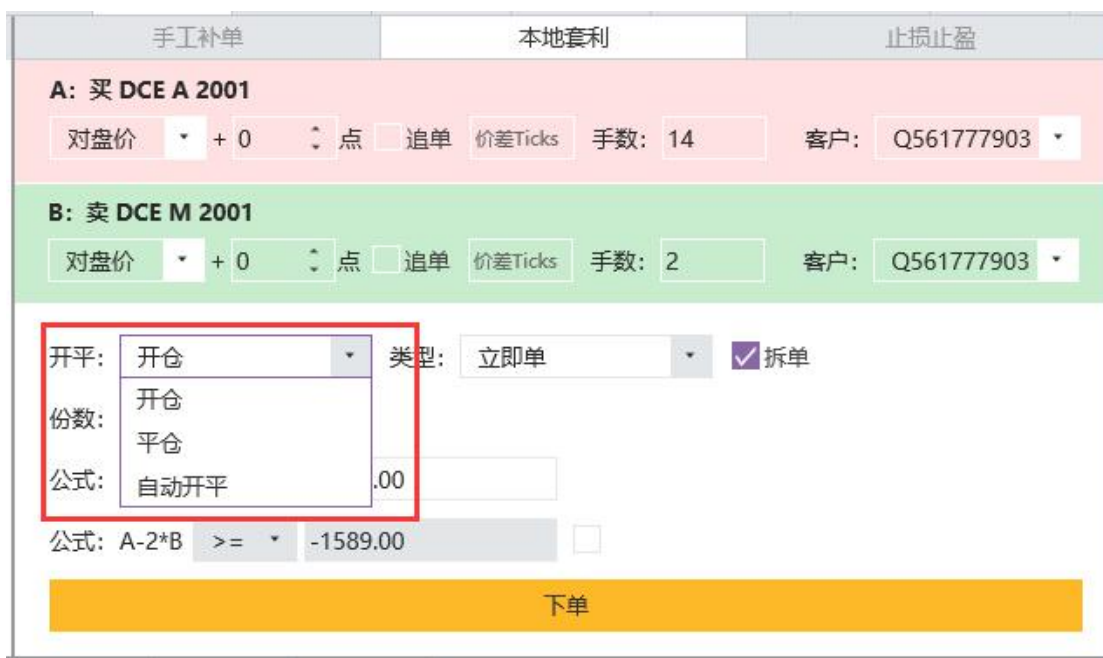 手工补单 本地套利 止损止盈
A: 买 DCE A 2001
对盘价 + 0 点 追单 价差Ticks 手数: 14 客户: Q561777903
B: 卖 DCE M 2001
对盘价 + 0 点 追单 价差Ticks 手数: 2 客户: Q561777903
开平: 开仓 类型: 立即单 拆单
开仓
份数:
平仓
公式: .00
自动开平
公式: A-2*B >= -1589.00
下单